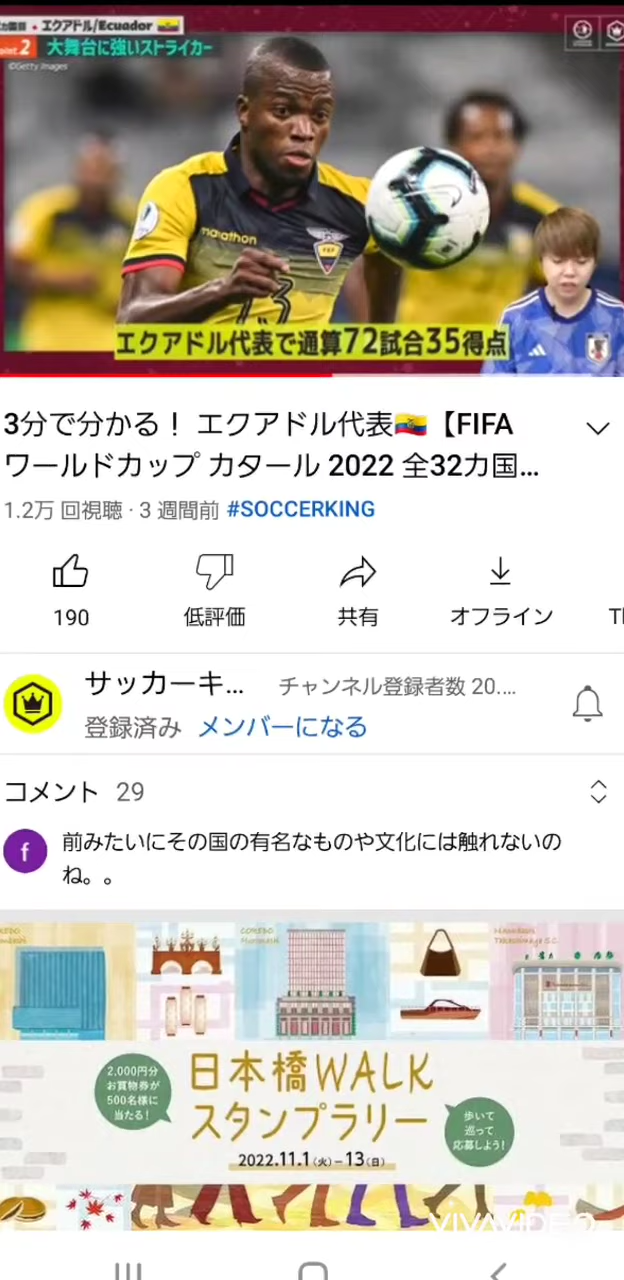 エクアドル/Ecuador
2 大舞台に強いストライカー
©Getty Images
marathon
FEF
エクアドル代表で通算72試合35得点
3分で分かる！ エクアドル代表🇪🇨【FIFA
ワールドカップ カタール 2022 全32カ国...
1.2万 回視聴 · 3 週間前 #SOCCERKING
190 低評価 共有 オフライン
サッカーキ... チャンネル登録者数 20....
登録済み メンバーになる
コメント 29
f 前みたいにその国の有名なものや文化には触れないの
ね。。
2,000円分
お買物券が
500名様に
当たる！
日本橋WALK
スタンプラリー
2022.11.1(火)–13(日)
歩いて
巡って
応募しよう！
VIVAVIDEO